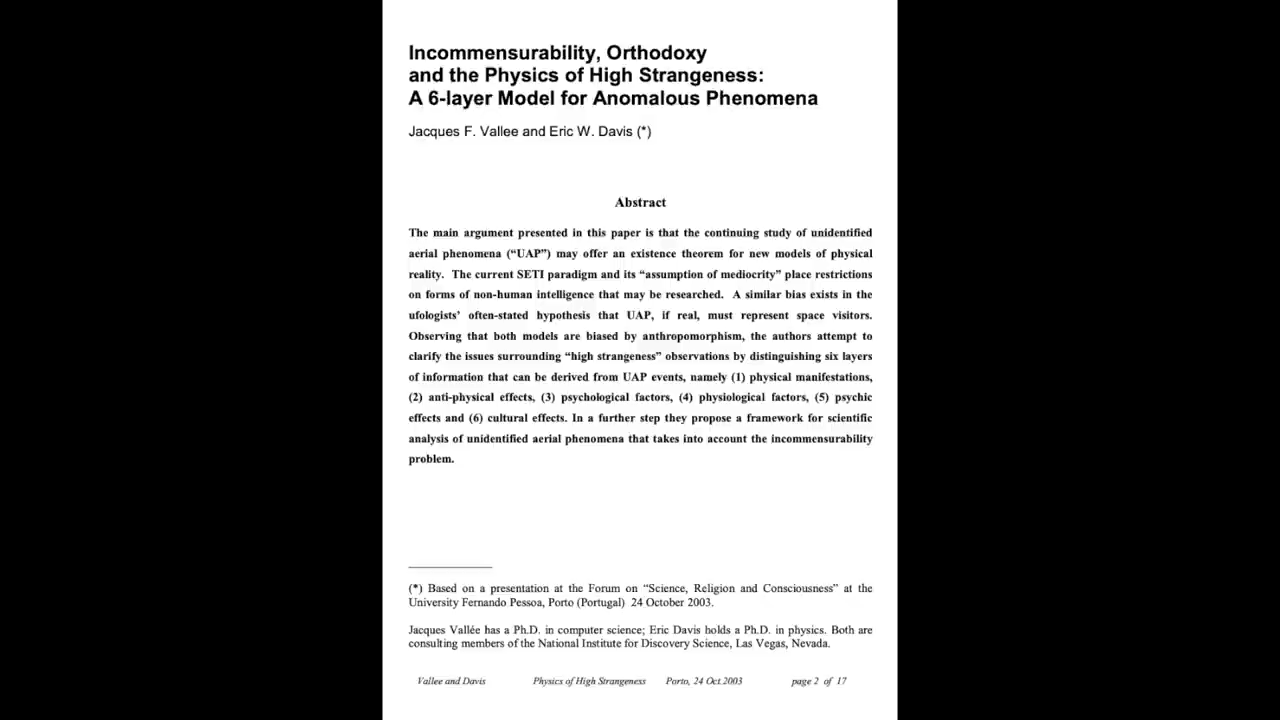 Incommensurability, Orthodoxy
and the Physics of High Strangeness:
A 6-layer Model for Anomalous Phenomena
Jacques F. Vallee and Eric W. Davis (*)
Abstract
The main argument presented in this paper is that the continuing study of unidentified
aerial phenomena (“UAP”) may offer an existence theorem for new models of physical
reality. The current SETI paradigm and its “assumption of mediocrity” place restrictions
on forms of non-human intelligence that may be researched. A similar bias exists in the
ufologists’ often-stated hypothesis that UAP, if real, must represent space visitors.
Observing that both models are biased by anthropomorphism, the authors attempt to
clarify the issues surrounding “high strangeness” observations by distinguishing six layers
of information that can be derived from UAP events, namely (1) physical manifestations,
(2) anti-physical effects, (3) psychological factors, (4) physiological factors, (5) psychic
effects and (6) cultural effects. In a further step they propose a framework for scientific
analysis of unidentified aerial phenomena that takes into account the incommensurability
problem.
(*) Based on a presentation at the Forum on “Science, Religion and Consciousness” at the
University Fernando Pessoa, Porto (Portugal) 24 October 2003.
Jacques Vallée has a Ph.D. in computer science; Eric Davis holds a Ph.D. in physics. Both are
consulting members of the National Institute for Discovery Science, Las Vegas, Nevada.
Vallee and Davis Physics of High Strangeness Porto, 24 Oct.2003 page 2 of 17